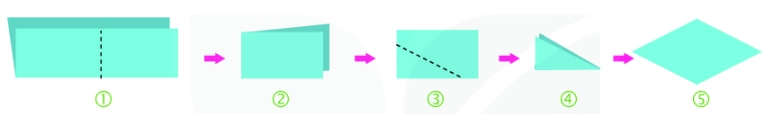 ① ② ③ ④ ⑤